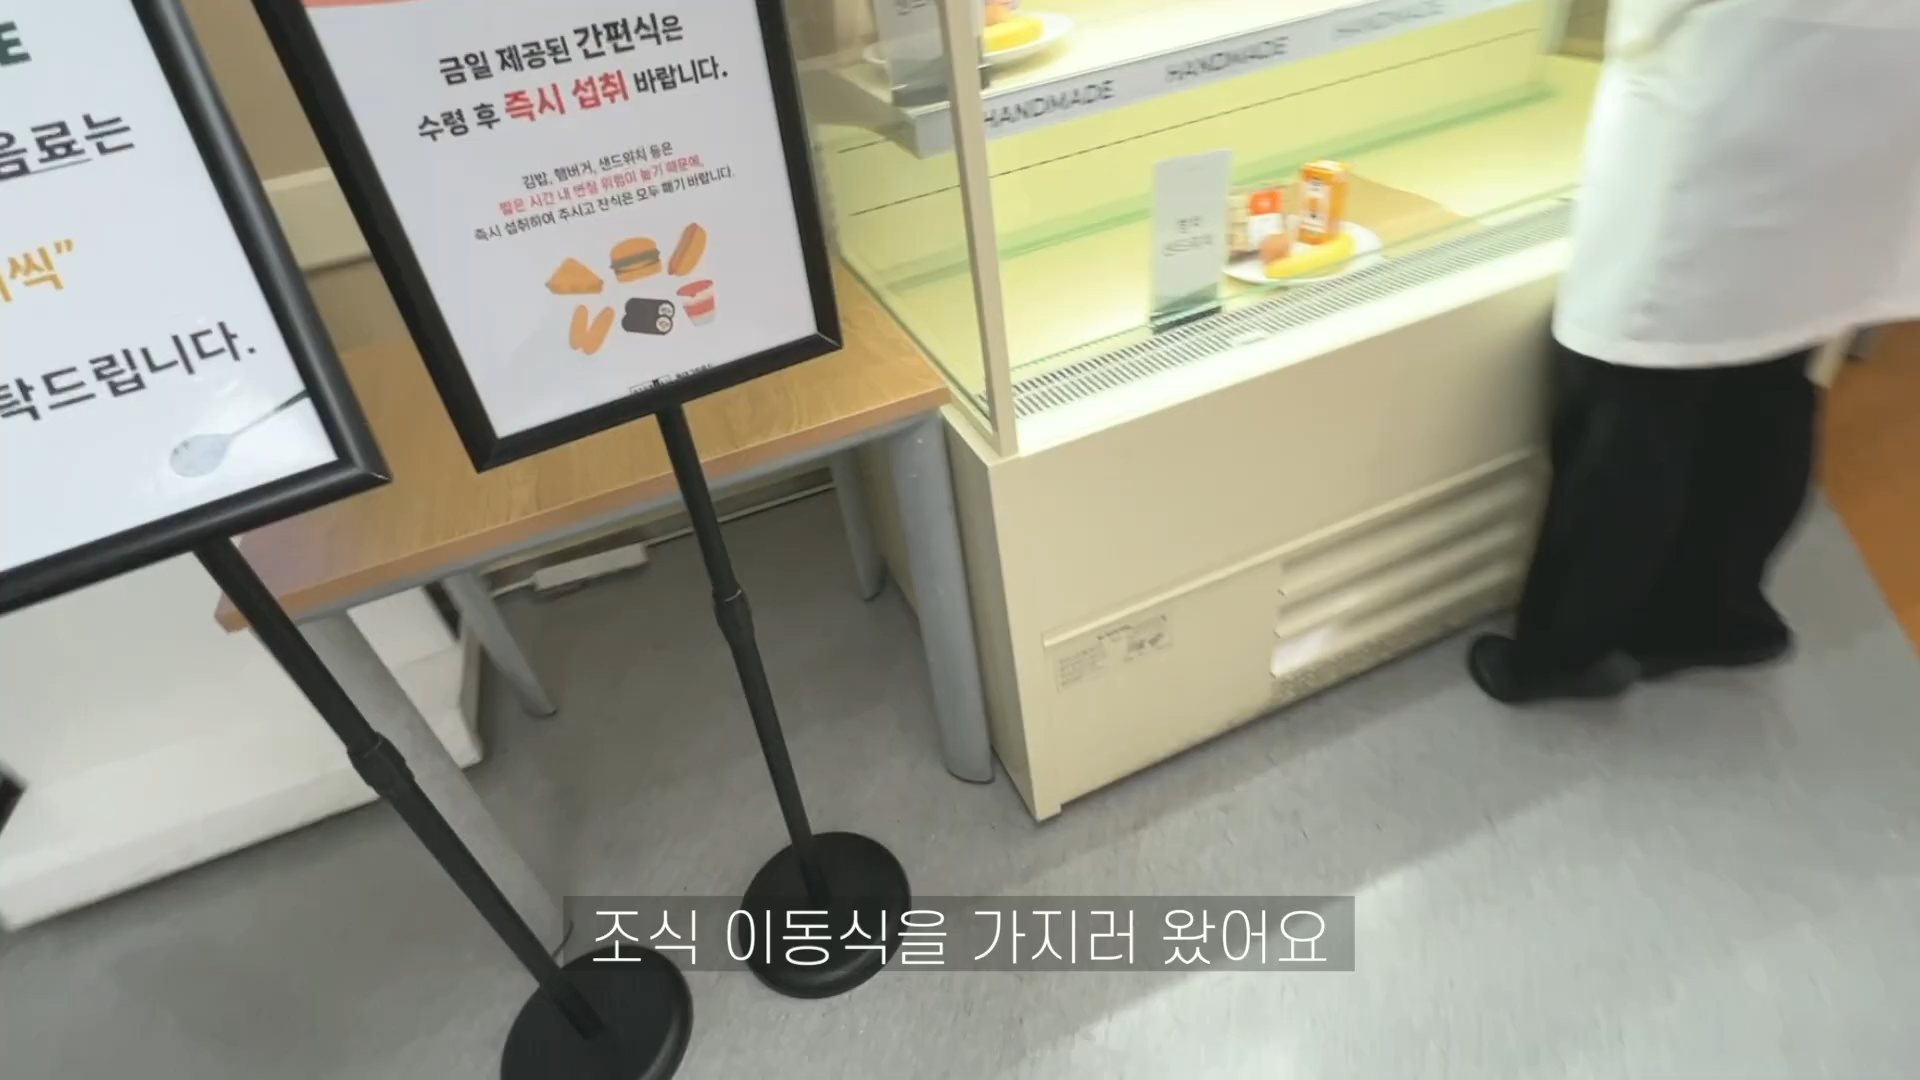 E
음료는
씩”
탁드립니다.
금일 제공된 간편식은
수령 후 즉시 섭취 바랍니다.
김밥, 햄버거, 샌드위치 등은
짧은 시간 내 변질 위험이 높기 때문에,
즉시 섭취하여 주시고 잔식은 모두 폐기 바랍니다.
HANDMADE HANDMADE HANDMADE
조식 이동식을 가지러 왔어요